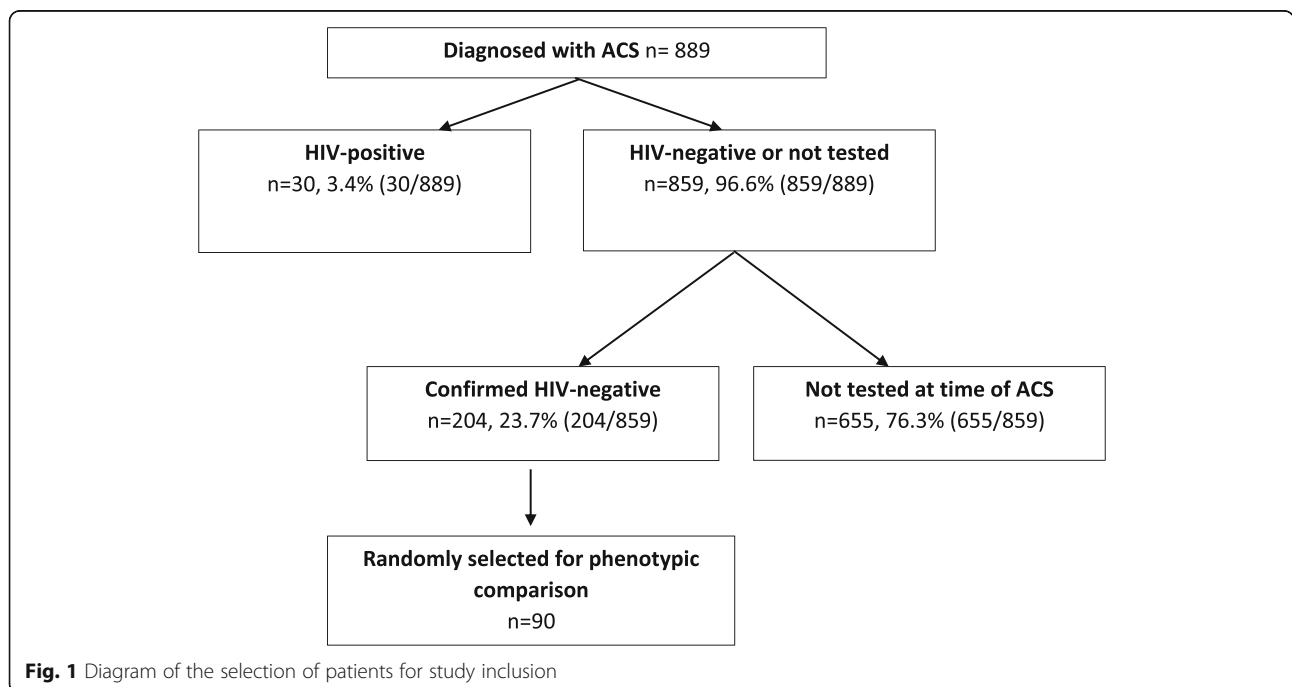 Diagnosed with ACS n= 889
HIV-positive
n=30, 3.4% (30/889)
HIV-negative or not tested
n=859, 96.6% (859/889)
Confirmed HIV-negative
n=204, 23.7% (204/859)
Not tested at time of ACS
n=655, 76.3% (655/859)
Randomly selected for phenotypic
comparison
n=90
Fig. 1 Diagram of the selection of patients for study inclusion